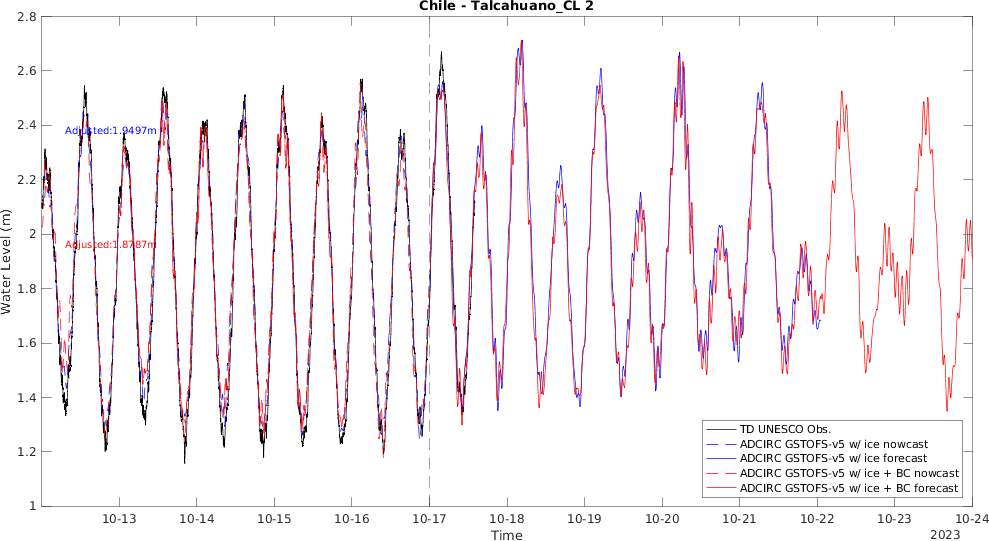 Chile - Talcahuano_CL 2
2.8
2.6
2.4
2.2
2
1.8
1.6
1.4
1.2
1
Water Level (m)
Adjusted:1.9497m
Adjusted:1.8787m
TD UNESCO Obs.
ADCIRC GSTOFS-v5 w/ ice nowcast
ADCIRC GSTOFS-v5 w/ ice forecast
ADCIRC GSTOFS-v5 w/ ice + BC nowcast
ADCIRC GSTOFS-v5 w/ ice + BC forecast
10-13 10-14 10-15 10-16 10-17 10-18 10-19 10-20 10-21 10-22 10-23 10-24
Time
2023